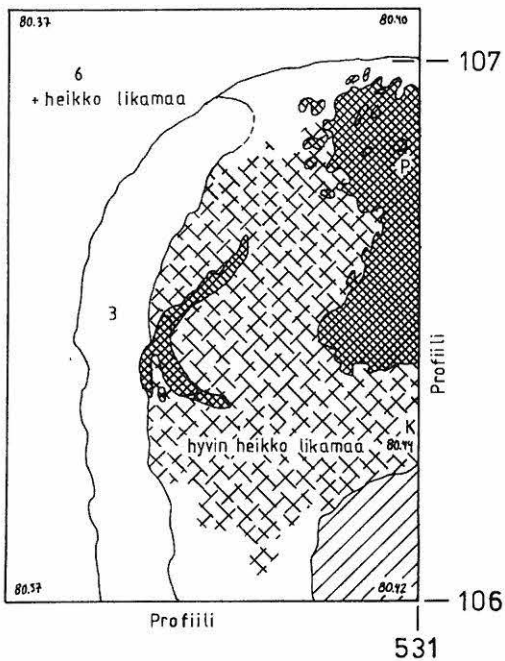 80.37
80.40
107
6
+ heikko likamaa
P
3
Profiili
K
80.44
hyvin heikko likamaa
80.37
80.42
106
Profiili
531